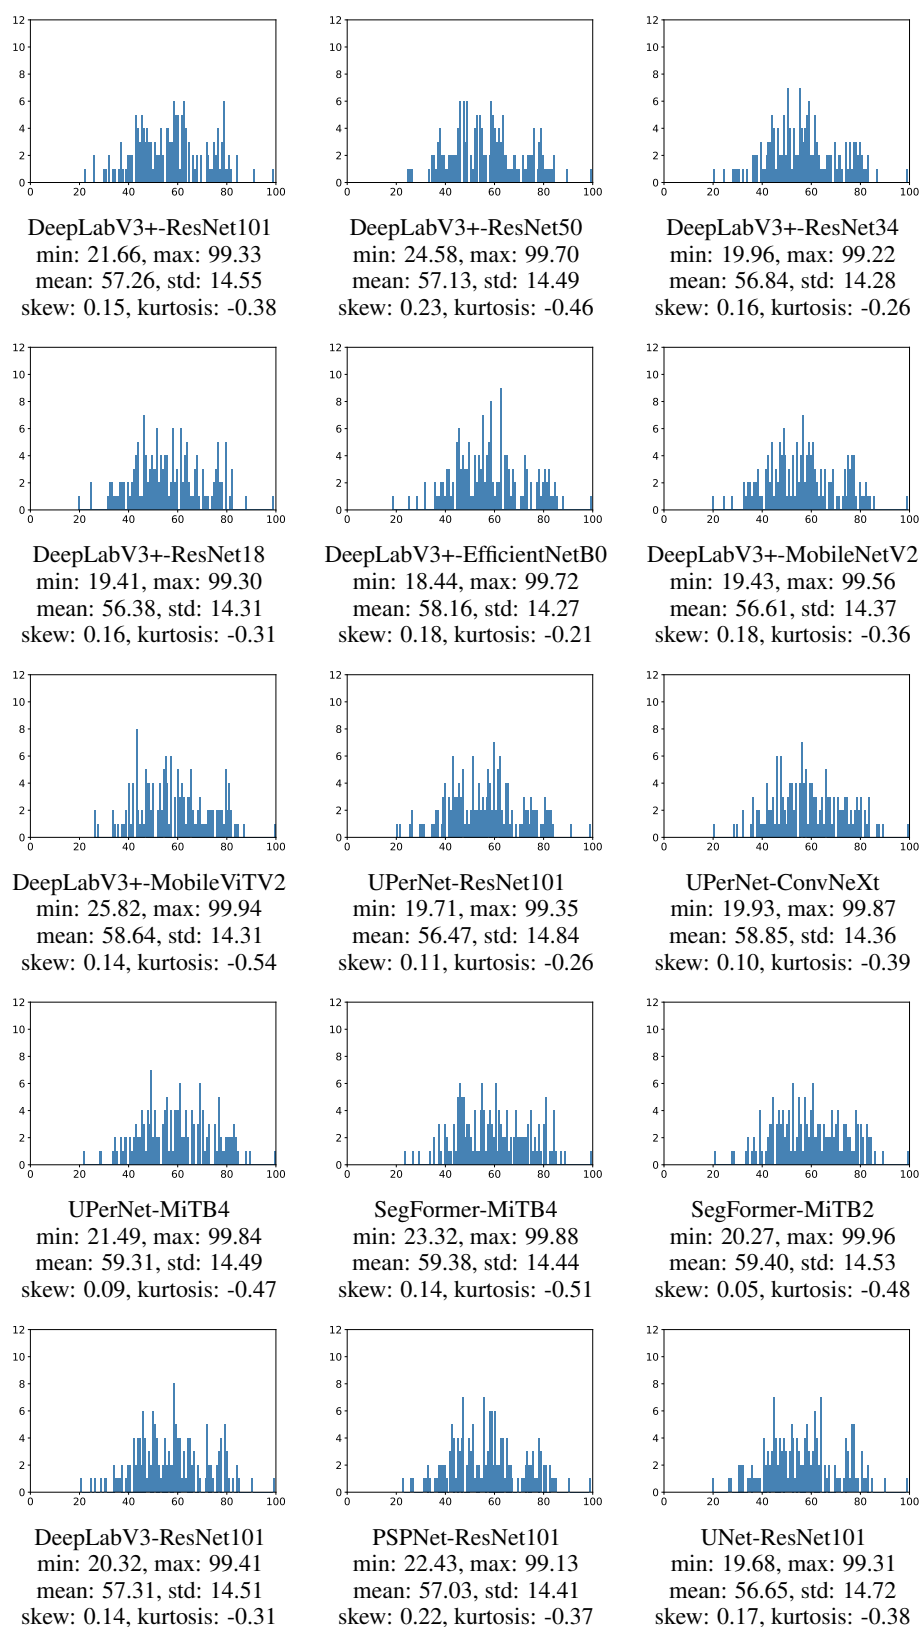 DeepLabV3+-ResNet101
min: 21.66, max: 99.33
mean: 57.26, std: 14.55
skew: 0.15, kurtosis: -0.38
DeepLabV3+-ResNet50
min: 24.58, max: 99.70
mean: 57.13, std: 14.49
skew: 0.23, kurtosis: -0.46
DeepLabV3+-ResNet34
min: 19.96, max: 99.22
mean: 56.84, std: 14.28
skew: 0.16, kurtosis: -0.26
DeepLabV3+-ResNet18
min: 19.41, max: 99.30
mean: 56.38, std: 14.31
skew: 0.16, kurtosis: -0.31
DeepLabV3+-EfficientNetB0
min: 18.44, max: 99.72
mean: 58.16, std: 14.27
skew: 0.18, kurtosis: -0.21
DeepLabV3+-MobileNetV2
min: 19.43, max: 99.56
mean: 56.61, std: 14.37
skew: 0.18, kurtosis: -0.36
DeepLabV3+-MobileViTV2
min: 25.82, max: 99.94
mean: 58.64, std: 14.31
skew: 0.14, kurtosis: -0.54
UPerNet-ResNet101
min: 19.71, max: 99.35
mean: 56.47, std: 14.84
skew: 0.11, kurtosis: -0.26
UPerNet-ConvNeXt
min: 19.93, max: 99.87
mean: 58.85, std: 14.36
skew: 0.10, kurtosis: -0.39
UPerNet-MiTB4
min: 21.49, max: 99.84
mean: 59.31, std: 14.49
skew: 0.09, kurtosis: -0.47
SegFormer-MiTB4
min: 23.32, max: 99.88
mean: 59.38, std: 14.44
skew: 0.14, kurtosis: -0.51
SegFormer-MiTB2
min: 20.27, max: 99.96
mean: 59.40, std: 14.53
skew: 0.05, kurtosis: -0.48
DeepLabV3-ResNet101
min: 20.32, max: 99.41
mean: 57.31, std: 14.51
skew: 0.14, kurtosis: -0.31
PSPNet-ResNet101
min: 22.43, max: 99.13
mean: 57.03, std: 14.41
skew: 0.22, kurtosis: -0.37
UNet-ResNet101
min: 19.68, max: 99.31
mean: 56.65, std: 14.72
skew: 0.17, kurtosis: -0.38